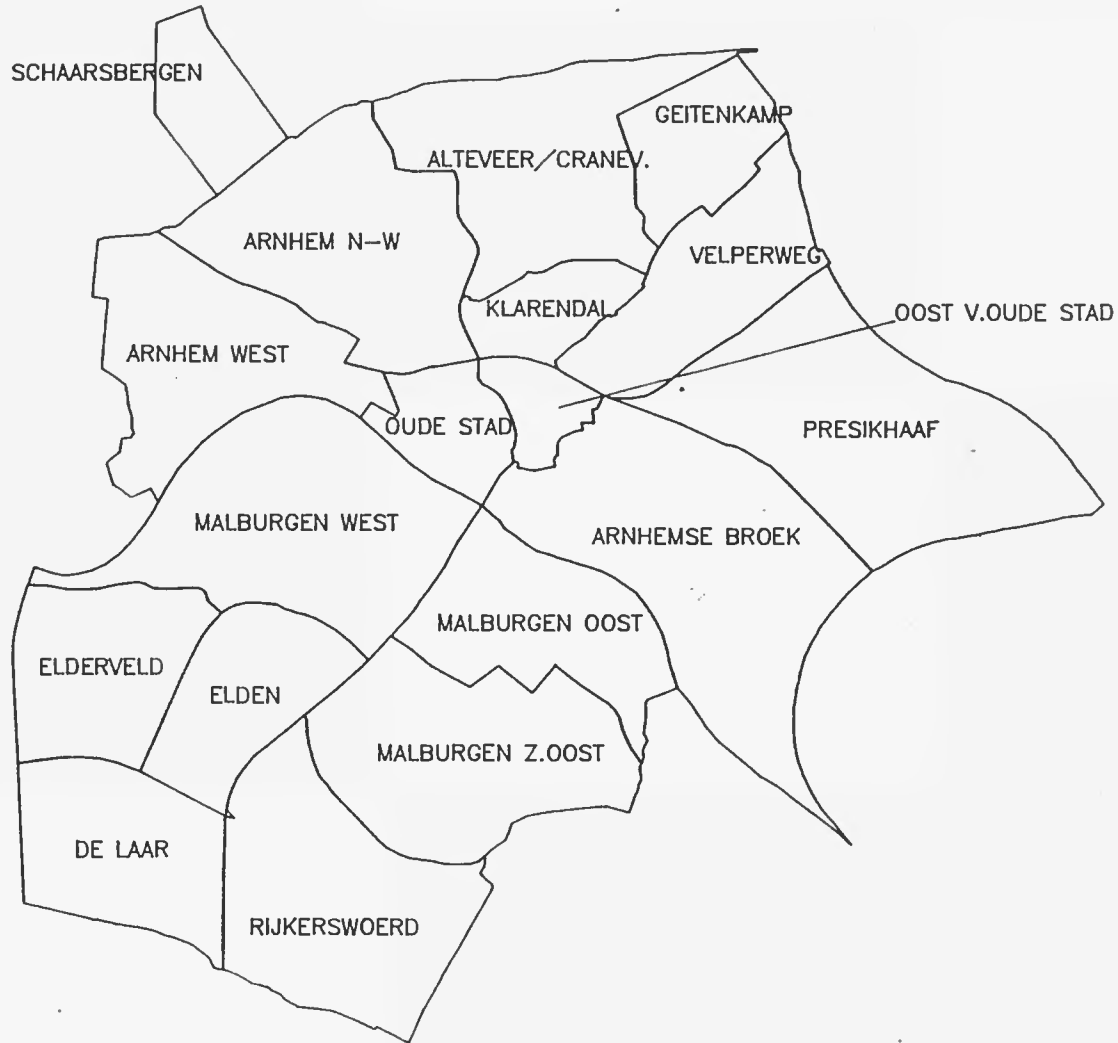 SCHAARSBERGEN
GEITENKAMP
ALTEVEER/CRANEV.
ARNHEM N-W
VELPERWEG
KLARENDAL
OOST V.OUDE STAD
ARNHEM WEST
OUDE STAD
PRESIKHAAF
MALBURGEN WEST
ARNHEMSE BROEK
MALBURGEN OOST
ELDERVELD
ELDEN
MALBURGEN Z.OOST
DE LAAR
RIJKERSWOERD